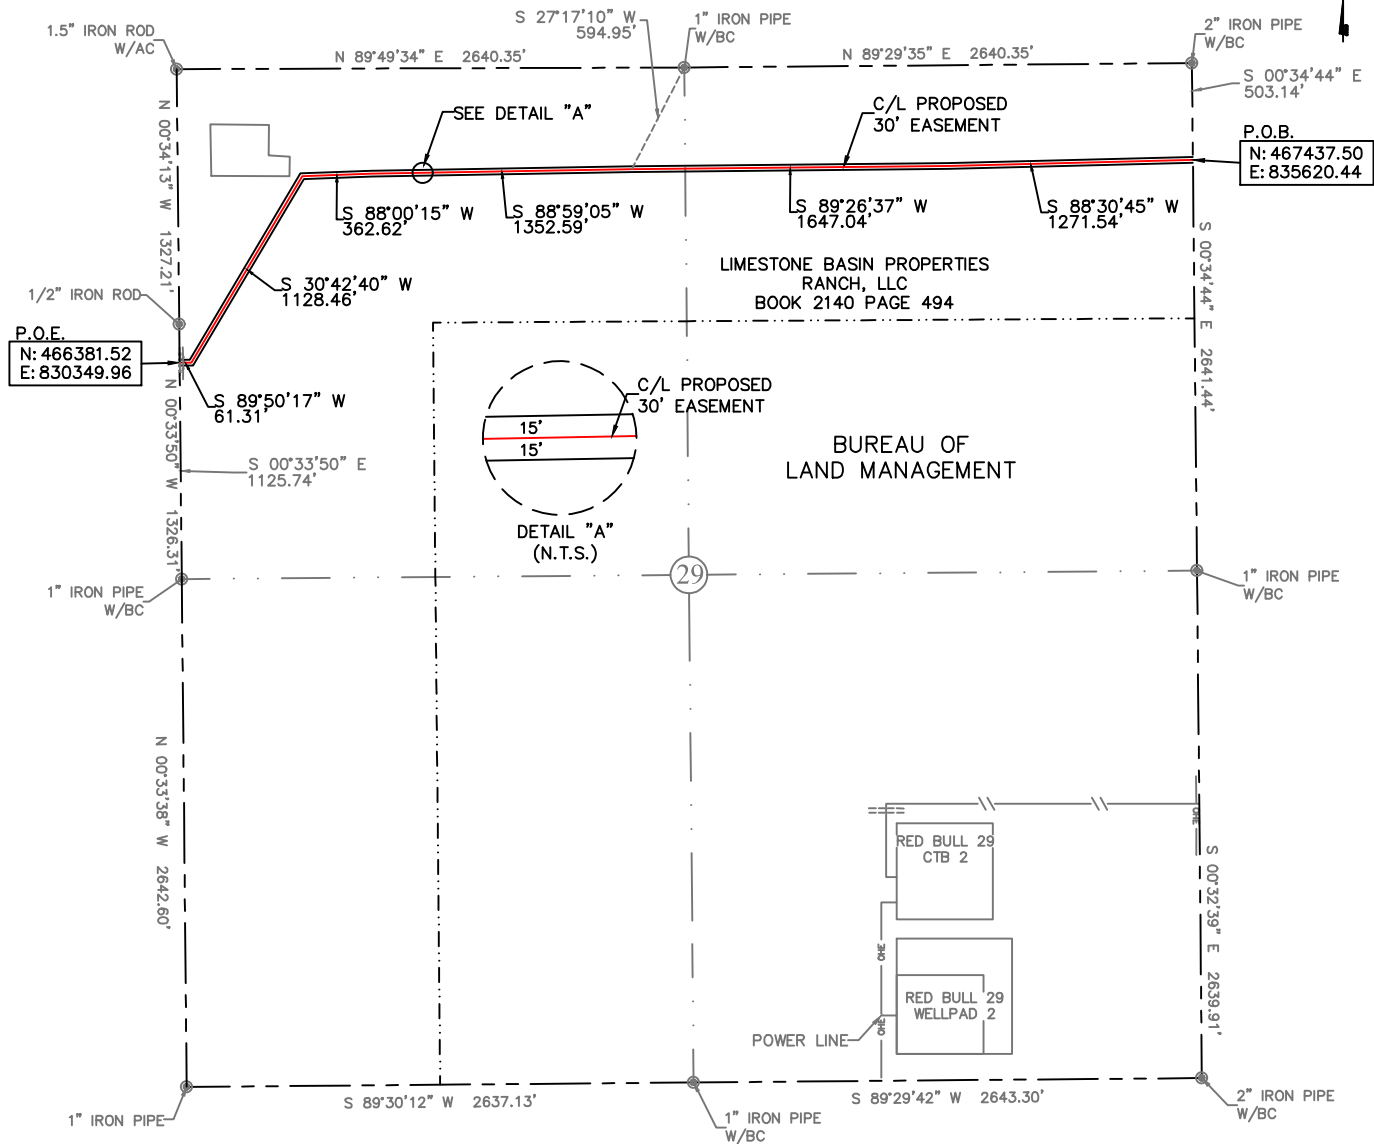 S 27°17'10" W
594.95'
1" IRON PIPE
W/BC
2" IRON PIPE
W/BC
1.5" IRON ROD
W/AC
N 89°49'34" E 2640.35'
N 89°29'35" E 2640.35'
S 00°34'44" E
503.14'
SEE DETAIL "A"
C/L PROPOSED
30' EASEMENT
P.O.B.
N: 467437.50
E: 835620.44
N 00°34'13" W 1327.21'
S 88°00'15" W
362.62'
S 88°59'05" W
1352.59'
S 89°26'37" W
1647.04'
S 88°30'45" W
1271.54'
S 00°34'44" E 2641.44'
LIMESTONE BASIN PROPERTIES
RANCH, LLC
BOOK 2140 PAGE 494
S 30°42'40" W
1128.46'
1/2" IRON ROD
P.O.E.
N: 466381.52
E: 830349.96
S 89°50'17" W
61.31'
C/L PROPOSED
30' EASEMENT
15'
15'
BUREAU OF
LAND MANAGEMENT
N 00°33'50" W 1326.31'
S 00°33'50" E
1125.74'
DETAIL "A"
(N.T.S.)
29
1" IRON PIPE
W/BC
1" IRON PIPE
W/BC
N 00°33'38" W 2642.60'
OHE
RED BULL 29
CTB 2
S 00°32'39" E 2639.91'
OHE
RED BULL 29
WELLPAD 2
OHE
POWER LINE
S 89°30'12" W 2637.13'
S 89°29'42" W 2643.30'
1" IRON PIPE
1" IRON PIPE
W/BC
2" IRON PIPE
W/BC